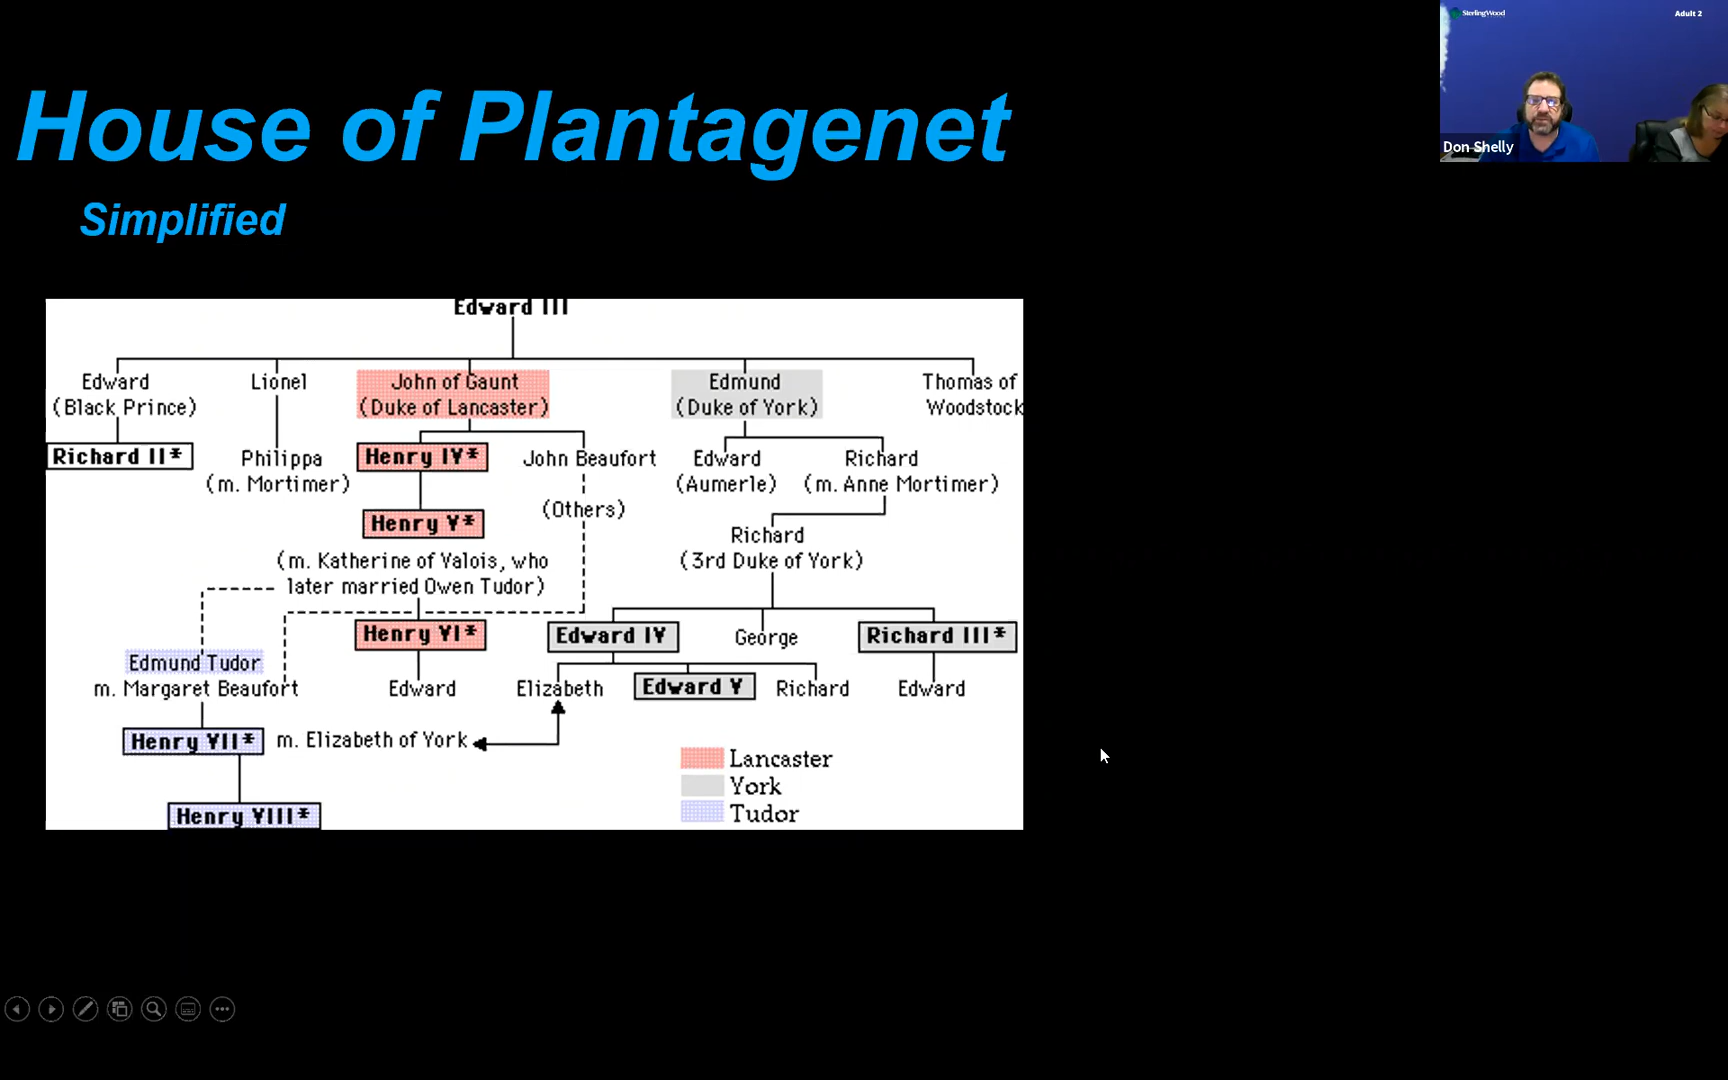 SterlingWood
Adult 2
Don Shelly
House of Plantagenet
Simplified
Edward III
Edward
(Black Prince)
Lionel
John of Gaunt
(Duke of Lancaster)
Edmund
(Duke of York)
Thomas of
Woodstock
Richard II*
Philippa
(m. Mortimer)
Henry IV*
John Beaufort
Edward
(Aumerle)
Richard
(m. Anne Mortimer)
(Others)
Henry V*
(m. Katherine of Valois, who
later married Owen Tudor)
Richard
(3rd Duke of York)
Henry VI*
Edward IV
George
Richard III*
Edmund Tudor
m. Margaret Beaufort
Edward
Elizabeth
Edward V
Richard
Edward
Henry VII*
m. Elizabeth of York
Henry VIII*
Lancaster
York
Tudor